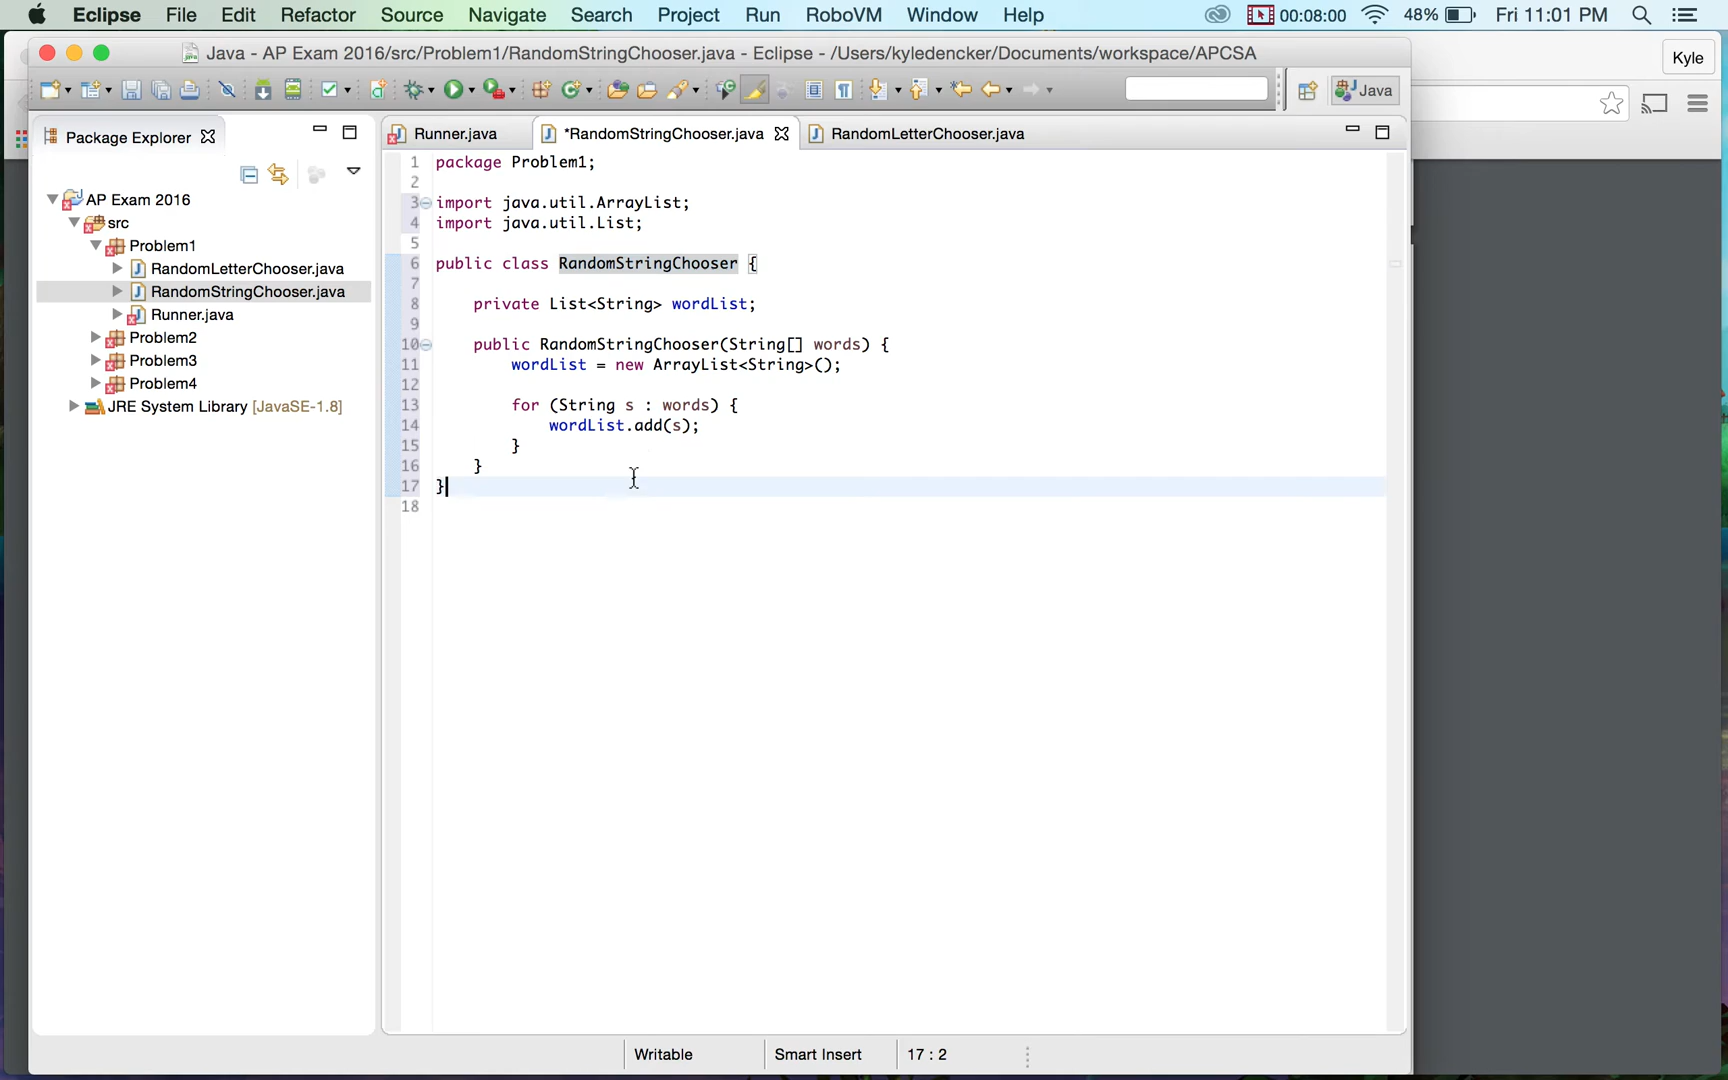 Eclipse File Edit Refactor Source Navigate Search Project Run RoboVM Window Help 00:08:00 48% Fri 11:01 PM
Java - AP Exam 2016/src/Problem1/RandomStringChooser.java - Eclipse - /Users/kyledencker/Documents/workspace/APCSA
Kyle
Java
Package Explorer
Runner.java *RandomStringChooser.java RandomLetterChooser.java
AP Exam 2016
src
Problem1
RandomLetterChooser.java
RandomStringChooser.java
Runner.java
Problem2
Problem3
Problem4
JRE System Library [JavaSE-1.8]
1 package Problem1;
2
3 import java.util.ArrayList;
4 import java.util.List;
5
6 public class RandomStringChooser {
7
8 private List<String> wordList;
9
10 public RandomStringChooser(String[] words) {
11 wordList = new ArrayList<String>();
12
13 for (String s : words) {
14 wordList.add(s);
15 }
16 }
17 }
18
Writable Smart Insert 17 : 2